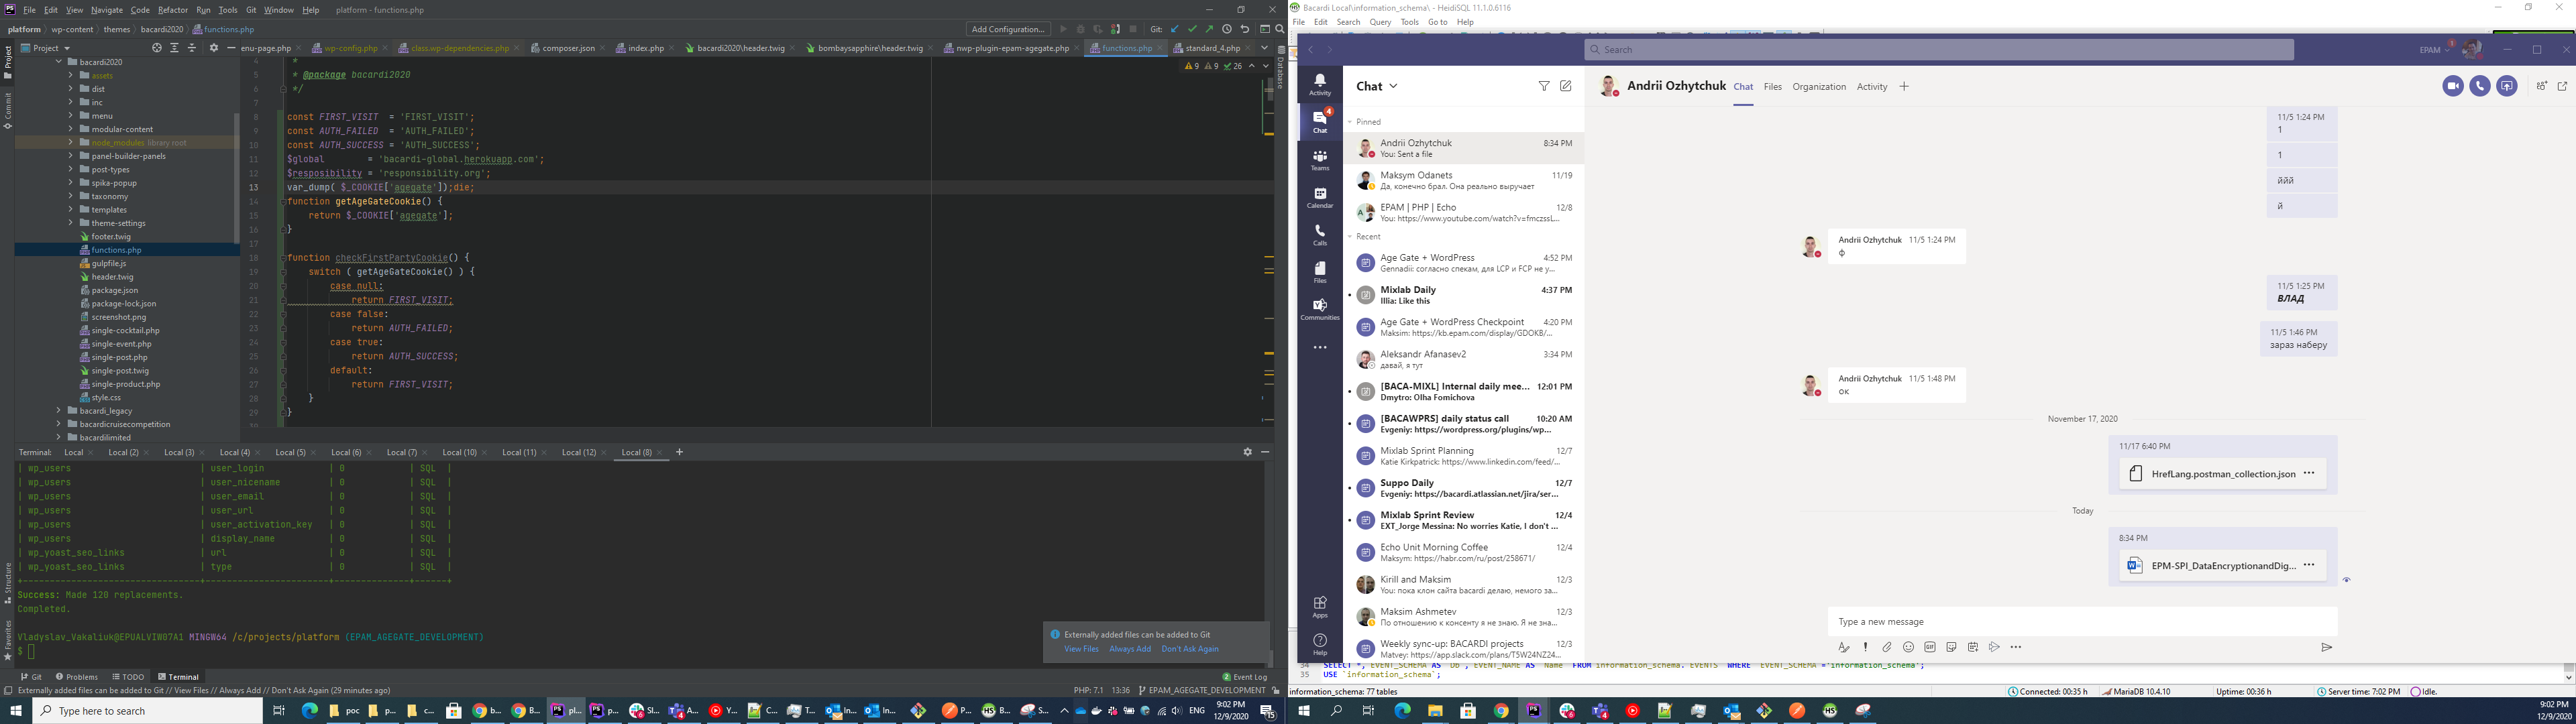 File Edit View Navigate Code Refactor Run Tools Git Window Help platform - functions.php
platform wp-content themes bacardi2020 functions.php
Add Configuration...
Git:
Project
enu-page.php
wp-config.php
class.wp-dependencies.php
composer.json
index.php
bacardi2020\header.twig
bombaysapphire\header.twig
nwp-plugin-epam-agegate.php
functions.php
standard_4.php
Project
Commit
Structure
Favorites
Database
bacardi2020
assets
dist
inc
menu
modular-content
node_modules library root
panel-builder-panels
post-types
spika-popup
taxonomy
templates
theme-settings
footer.twig
functions.php
gulpfile.js
header.twig
package.json
package-lock.json
screenshot.png
single-cocktail.php
single-event.php
single-post.php
single-post.twig
single-product.php
style.css
bacardi_legacy
bacardicruisecompetition
bacardilimited
9 9 26
4 *
5 * @package bacardi2020
6 */
7
8 const FIRST_VISIT = 'FIRST_VISIT';
9 const AUTH_FAILED = 'AUTH_FAILED';
10 const AUTH_SUCCESS = 'AUTH_SUCCESS';
11 $global = 'bacardi-global.herokuapp.com';
12 $resposibility = 'responsibility.org';
13 var_dump( $_COOKIE['agegate']);die;
14 function getAgeGateCookie() {
15 return $_COOKIE['agegate'];
16 }
17
18 function checkFirstPartyCookie() {
19 switch ( getAgeGateCookie() ) {
20 case null:
21 return FIRST_VISIT;
22 case false:
23 return AUTH_FAILED;
24 case true:
25 return AUTH_SUCCESS;
26 default:
27 return FIRST_VISIT;
28 }
29 }
Terminal: Local Local (2) Local (3) Local (4) Local (5) Local (6) Local (7) Local (10) Local (11) Local (12) Local (8)
| wp_users | user_login | 0 | SQL |
| wp_users | user_nicename | 0 | SQL |
| wp_users | user_email | 0 | SQL |
| wp_users | user_url | 0 | SQL |
| wp_users | user_activation_key | 0 | SQL |
| wp_users | display_name | 0 | SQL |
| wp_yoast_seo_links | url | 0 | SQL |
| wp_yoast_seo_links | type | 0 | SQL |
Success: Made 120 replacements.
Completed.
Vladyslav_Vakaliuk@EPUALVIW07A1 MINGW64 /c/projects/platform (EPAM_AGEGATE_DEVELOPMENT)
$
Externally added files can be added to Git
View Files Always Add Don't Ask Again
Git Problems TODO Terminal
2 Event Log
Externally added files can be added to Git // View Files // Always Add // Don't Ask Again (29 minutes ago)
PHP: 7.1 13:36 EPAM_AGEGATE_DEVELOPMENT
Type here to search
poc
ENG
9:02 PM
12/9/2020
15
Bacardi Local\information_schema\ - HeidiSQL 11.1.0.6116
File Edit Search Query Tools Go to Help
Search
EPAM
Activity
Chat
4
Teams
Calendar
Calls
Files
Communities
Apps
Help
Chat
Pinned
Andrii Ozhytchuk 8:34 PM
You: Sent a file
Maksym Odanets 11/19
Да, конечно брал. Она реально выручает
EPAM | PHP | Echo 12/8
You: https://www.youtube.com/watch?v=fmczssL...
Recent
Age Gate + WordPress 4:52 PM
Gennadii: согласно спекам, для LCP и FCP не у...
Mixlab Daily 4:37 PM
Illia: Like this
Age Gate + WordPress Checkpoint 4:20 PM
Maksim: https://kb.epam.com/display/GDOKB/...
Aleksandr Afanasev2 3:34 PM
давай, я тут
[BACA-MIXL] Internal daily mee... 12:01 PM
Dmytro: Olha Fomichova
[BACAWPRS] daily status call 10:20 AM
Evgeniy: https://wordpress.org/plugins/wp...
Mixlab Sprint Planning 12/7
Katie Kirkpatrick: https://www.linkedin.com/feed/...
Suppo Daily 12/7
Evgeniy: https://bacardi.atlassian.net/jira/ser...
Mixlab Sprint Review 12/4
EXT_Jorge Messina: No worries Katie, I don't ...
Echo Unit Morning Coffee 12/4
Maksym: https://habr.com/ru/post/258671/
Kirill and Maksim 12/3
You: пока клон сайта bacardi делаю, немого за...
Maksim Ashmetev 12/3
По отношению к консенту я не знаю. Я не зна...
Weekly sync-up: BACARDI projects 12/3
Matvey: https://app.slack.com/plans/T5W24NZ24...
Andrii Ozhytchuk Chat Files Organization Activity
11/5 1:24 PM
1
1
ййй
й
Andrii Ozhytchuk 11/5 1:24 PM
ф
11/5 1:25 PM
ВЛАД
11/5 1:46 PM
зараз наберу
Andrii Ozhytchuk 11/5 1:48 PM
ок
November 17, 2020
11/17 6:40 PM
HrefLang.postman_collection.json
Today
8:34 PM
EPM-SPI_DataEncryptionandDig...
Type a new message
34 SELECT *, EVENT_SCHEMA AS `Db`, EVENT_NAME AS `Name` FROM information_schema.`EVENTS` WHERE `EVENT_SCHEMA`='information_schema';
35 USE `information_schema`;
information_schema: 77 tables
Connected: 00:35 h
MariaDB 10.4.10
Uptime: 00:36 h
Server time: 7:02 PM
Idle.
9:02 PM
12/9/2020